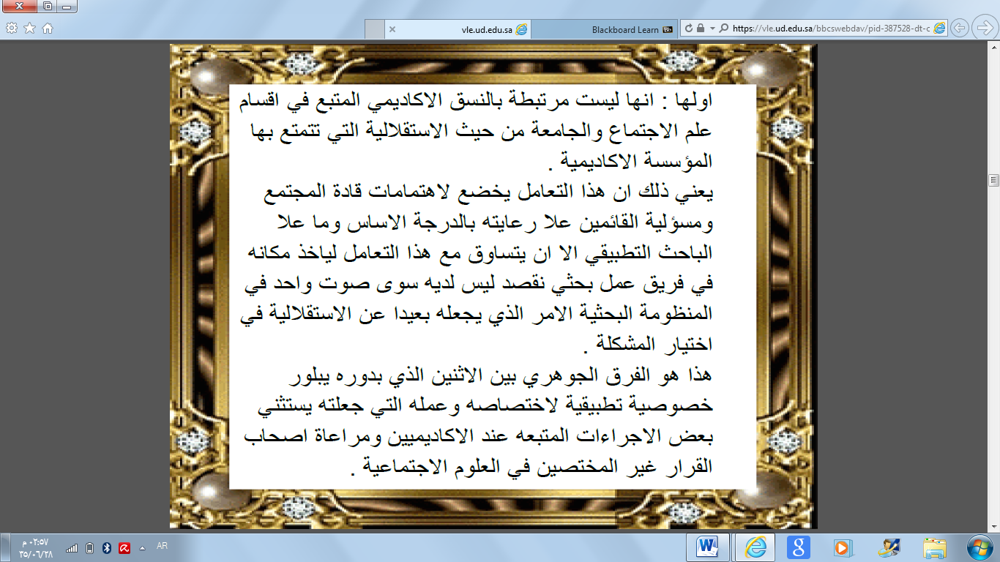 vle.ud.edu.sa
Blackboard Learn
https://vle.ud.edu.sa/bbcswebdav/pid-387528-dt-c
اولها : انها ليست مرتبطة بالنسق الاكاديمي المتبع في اقسام
علم الاجتماع والجامعة من حيث الاستقلالية التي تتمتع بها
المؤسسة الاكاديمية .
يعني ذلك ان هذا التعامل يخضع لاهتمامات قادة المجتمع
ومسؤلية القائمين علا رعايته بالدرجة الاساس وما علا
الباحث التطبيقي الا ان يتساوق مع هذا التعامل لياخذ مكانه
في فريق عمل بحثي نقصد ليس لديه سوى صوت واحد في
المنظومة البحثية الامر الذي يجعله بعيدا عن الاستقلالية في
اختيار المشكلة .
هذا هو الفرق الجوهري بين الاثنين الذي بدوره يبلور
خصوصية تطبيقية لاختصاصه وعمله التي جعلته يستثني
بعض الاجراءات المتبعه عند الاكاديميين ومراعاة اصحاب
القرار غير المختصين في العلوم الاجتماعية .
AR
٠٢:٥٧ م
٣٥/٠٦/٢٨